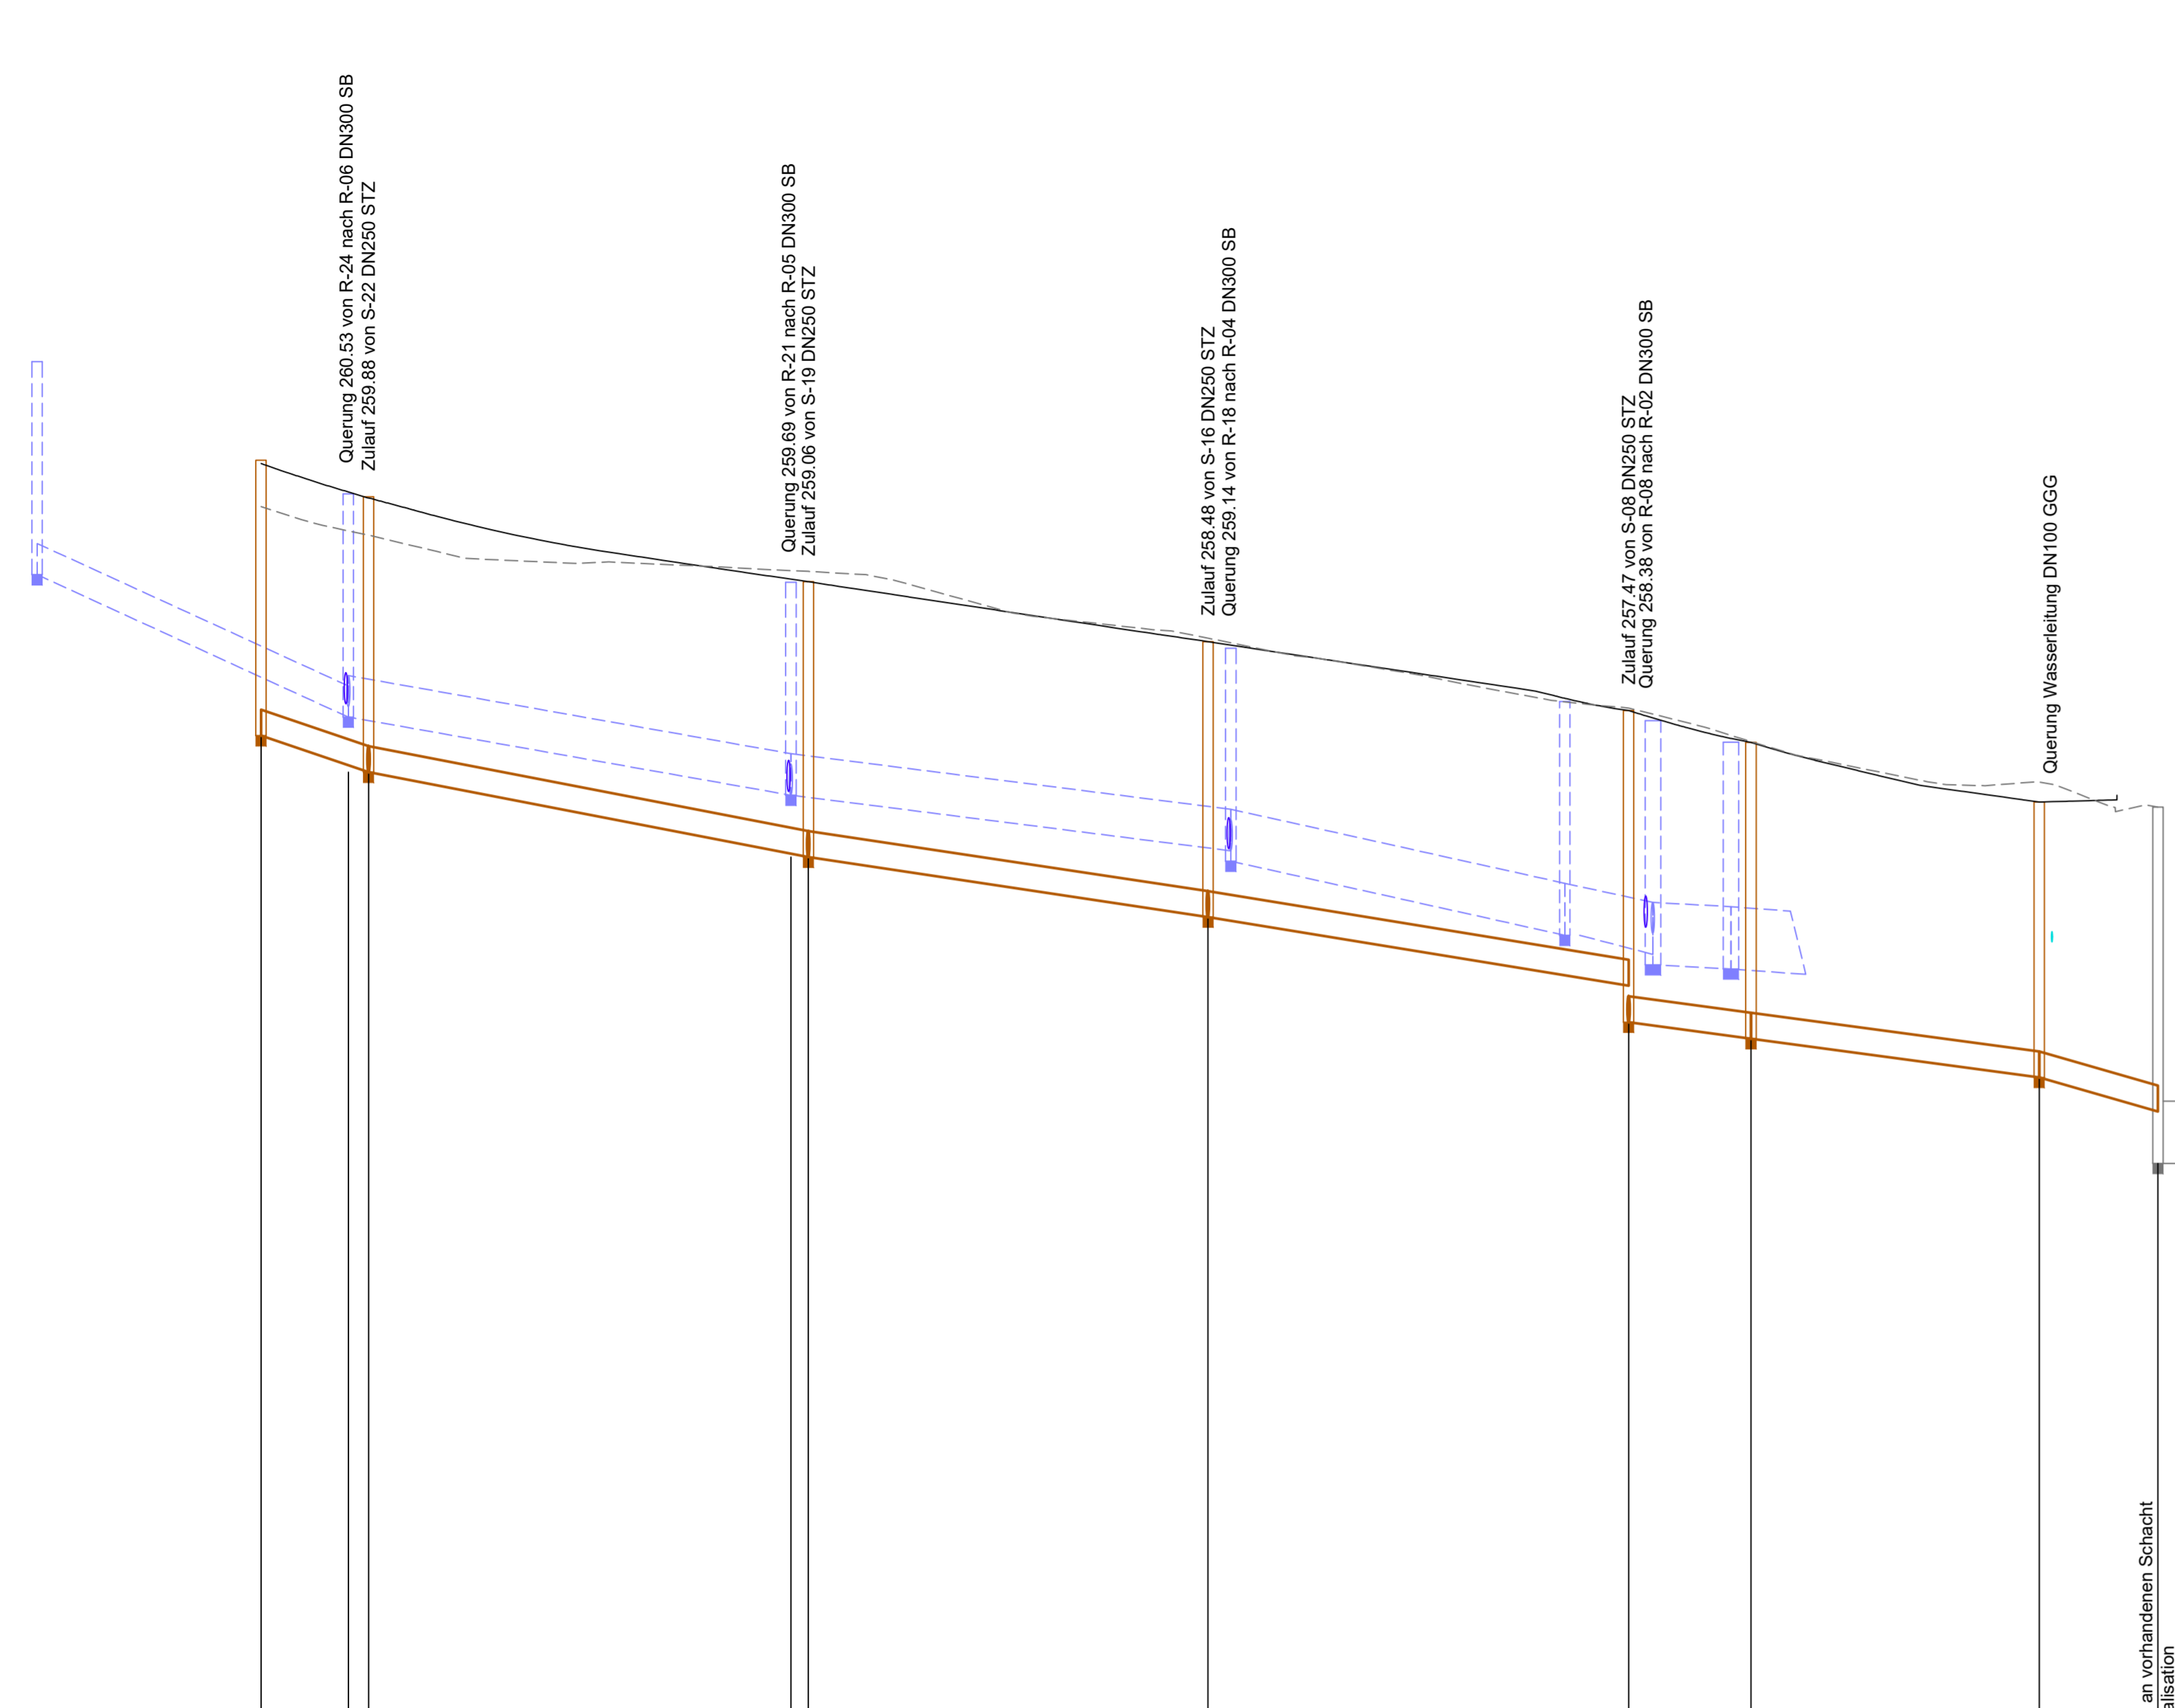 Querung 260.53 von R-24 nach R-06 DN300 SB
Zulauf 259.88 von S-22 DN250 STZ
Querung 259.69 von R-21 nach R-05 DN300 SB
Zulauf 259.06 von S-19 DN250 STZ
Zulauf 258.48 von S-16 DN250 STZ
Querung 259.14 von R-18 nach R-04 DN300 SB
Zulauf 257.47 von S-08 DN250 STZ
Querung 258.38 von R-08 nach R-02 DN300 SB
Querung Wasserleitung DN100 GGG
an vorhandenen Schacht
alisation